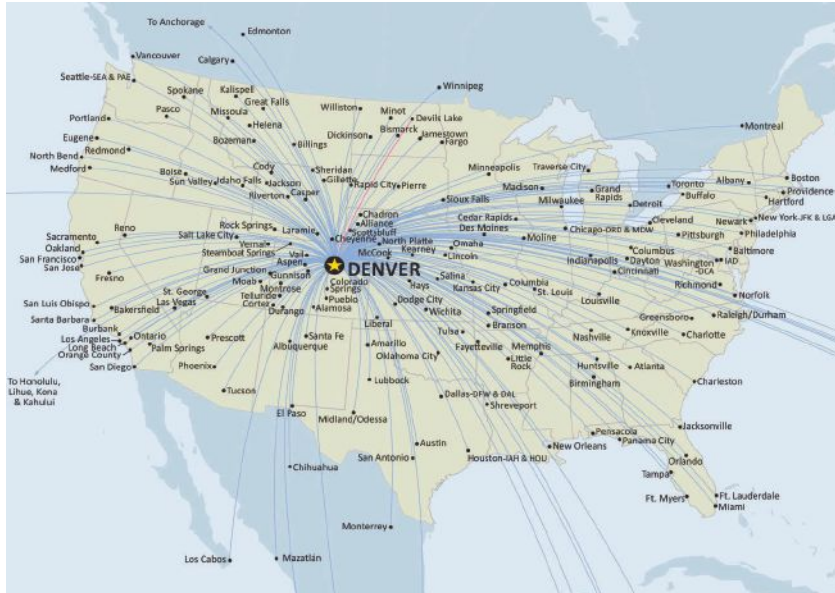 To Anchorage
Edmonton
Vancouver
Calgary
Seattle-SEA & PAE
Spokane
Kalispell
Great Falls
Winnipeg
Portland
Pasco
Missoula
Helena
Williston
Minot
Devils Lake
Bismarck
Jamestown
Fargo
Dickinson
Montreal
Eugene
Redmond
North Bend
Medford
Bozeman
Billings
Boise
Sun Valley
Idaho Falls
Cody
Jackson
Riverton
Casper
Sheridan
Gillette
Rapid City
Pierre
Minneapolis
Traverse City
Madison
Milwaukee
Grand
Rapids
Detroit
Toronto
Buffalo
Albany
Boston
Providence
Hartford
Sioux Falls
Chadron
Alliance
Scottsbluff
Cheyenne
North Platte
McCook
Kearney
Cedar Rapids
Des Moines
Omaha
Lincoln
Moline
Chicago-ORD & MDW
Cleveland
Pittsburgh
Newark
New York-JFK & LGA
Philadelphia
Baltimore
Reno
Sacramento
Oakland
San Francisco
San Jose
Rock Springs
Laramie
Salt Lake City
Vernal
Steamboat Springs
Vail
Aspen
Grand Junction
Gunnison
Moab
Montrose
Telluride
Cortez
Durango
DENVER
Colorado
Springs
Pueblo
Alamosa
Hays
Salina
Kansas City
Columbia
St. Louis
Indianapolis
Columbus
Dayton
Cincinnati
Washington
IAD
-DCA
Richmond
Norfolk
Fresno
St. George
Las Vegas
San Luis Obispo
Bakersfield
Santa Barbara
Burbank
Los Angeles
Long Beach
Orange County
San Diego
Ontario
Palm Springs
Prescott
Phoenix
Tucson
Santa Fe
Albuquerque
Liberal
Dodge City
Wichita
Springfield
Branson
Louisville
Greensboro
Raleigh/Durham
Nashville
Knoxville
Charlotte
Amarillo
Tulsa
Oklahoma City
Fayetteville
Memphis
Little
Rock
Huntsville
Birmingham
Atlanta
Charleston
To Honolulu,
Lihue, Kona
& Kahului
Lubbock
Dallas-DFW & DAL
Shreveport
El Paso
Midland/Odessa
Austin
San Antonio
Houston-IAH & HOU
New Orleans
Pensacola
Panama City
Jacksonville
Orlando
Tampa
Ft. Myers
Ft. Lauderdale
Miami
Chihuahua
Monterrey
Los Cabos
Mazatlán